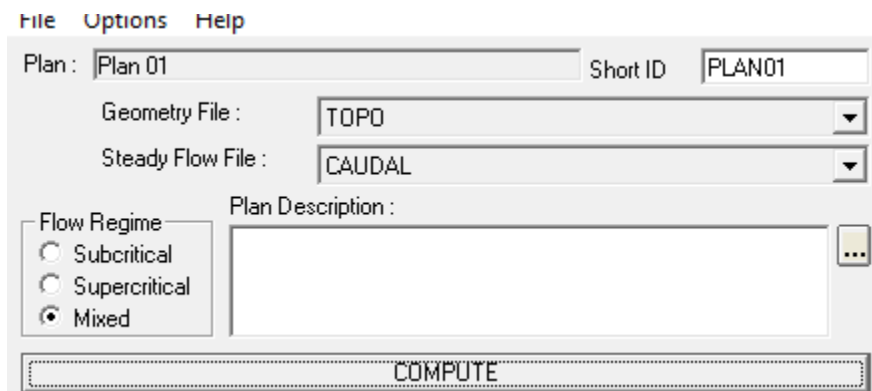 File Options Help
Plan : Plan 01 Short ID PLAN01
Geometry File : TOPO
Steady Flow File : CAUDAL
Flow Regime Plan Description :
Subcritical
...
Supercritical
Mixed
COMPUTE